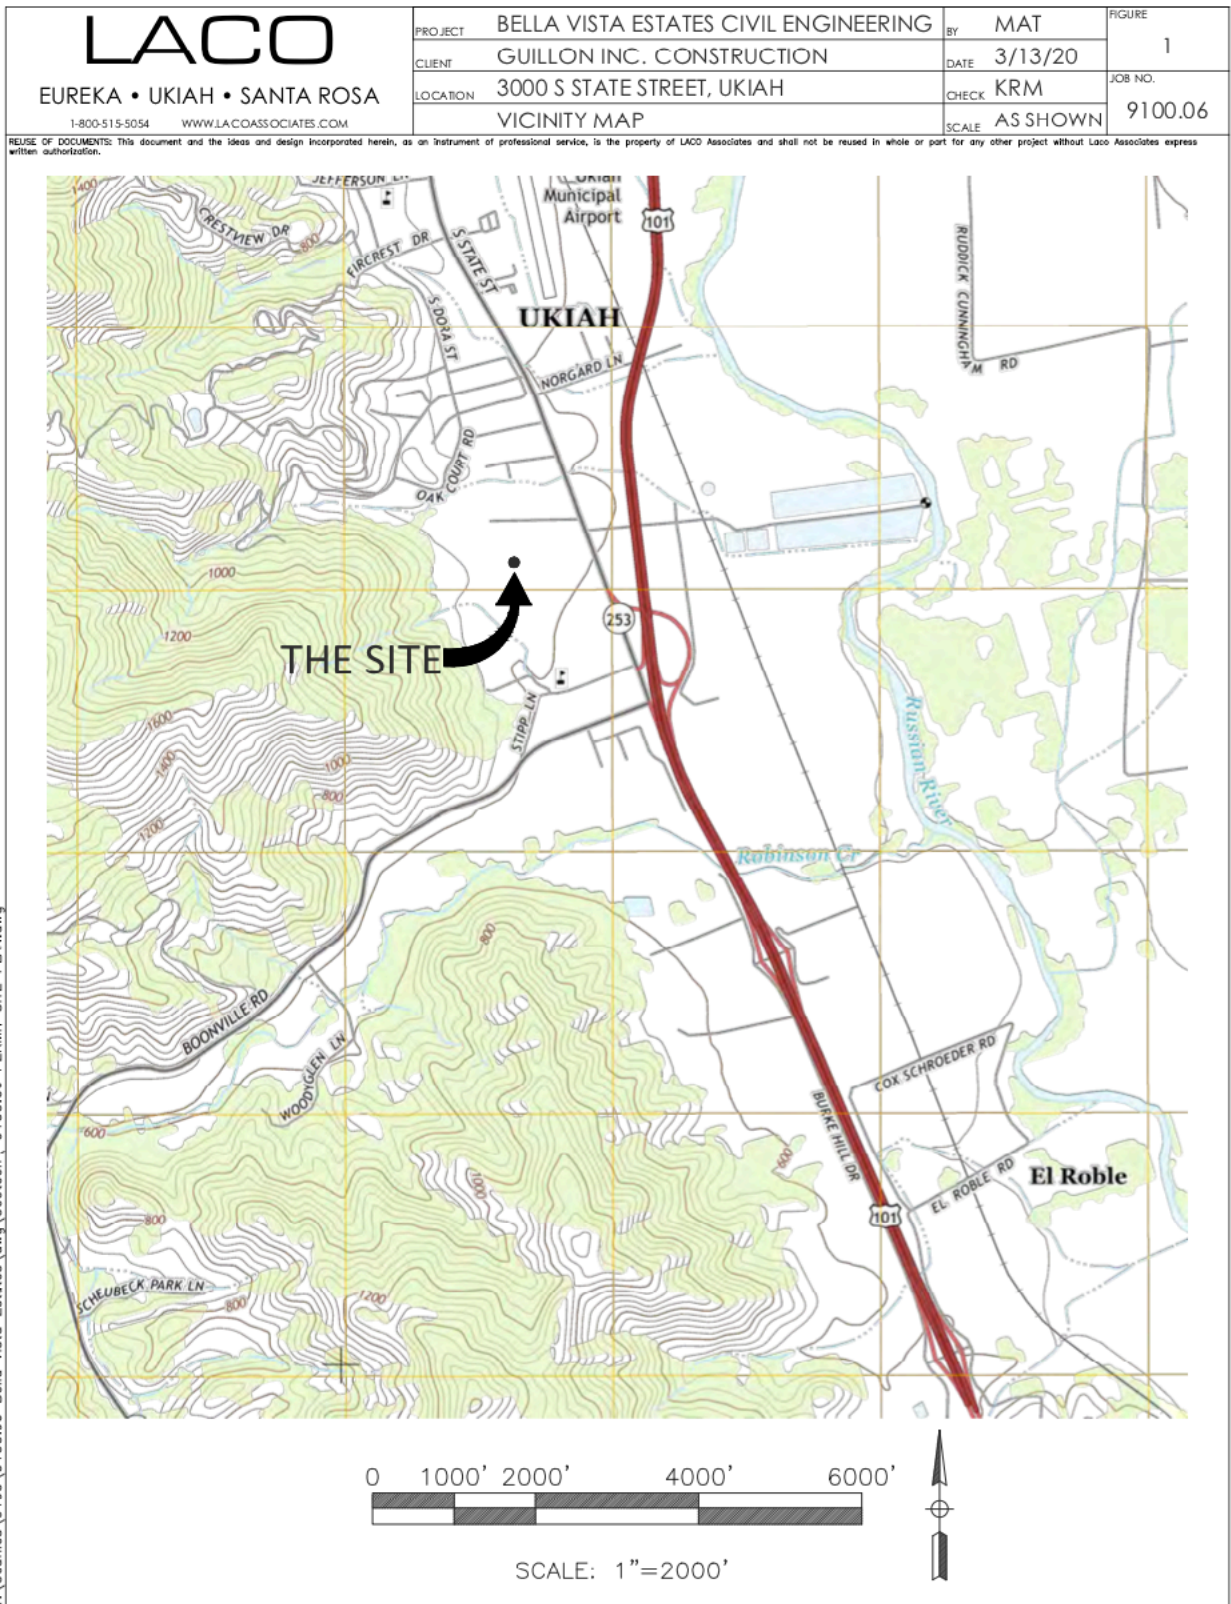 LACO
EUREKA • UKIAH • SANTA ROSA
1-800-515-5054 WWW.LACOASSOCIATES.COM
PROJECT BELLA VISTA ESTATES CIVIL ENGINEERING
CLIENT GUILLON INC. CONSTRUCTION
LOCATION 3000 S STATE STREET, UKIAH
VICINITY MAP
BY MAT
DATE 3/13/20
CHECK KRM
SCALE AS SHOWN
FIGURE
1
JOB NO.
9100.06
REUSE OF DOCUMENTS: This document and the ideas and design incorporated herein, as an instrument of professional service, is the property of LACO Associates and shall not be reused in whole or part for any other project without Laco Associates express
written authorization.
JEFFERSON LN
Ukiah
Municipal
Airport
101
1400
CRESTVIEW DR
800
FIRCREST DR
S STATE ST
RUDDICK CUNNINGHAM RD
UKIAH
S DORA ST
NORGARD LN
OAK COURT RD
1000
253
1200
THE SITE
STIPP LN
1600
1400
1000
800
1200
Russian River
Robinson Cr
800
BOONVILLE RD
WOODYGLEN LN
COX SCHROEDER RD
BURKE HILL DR
600
600
1000
EL ROBLE RD
El Roble
101
800
SCHEUBECK PARK LN
800
1200
0 1000' 2000' 4000' 6000'
SCALE: 1"=2000'